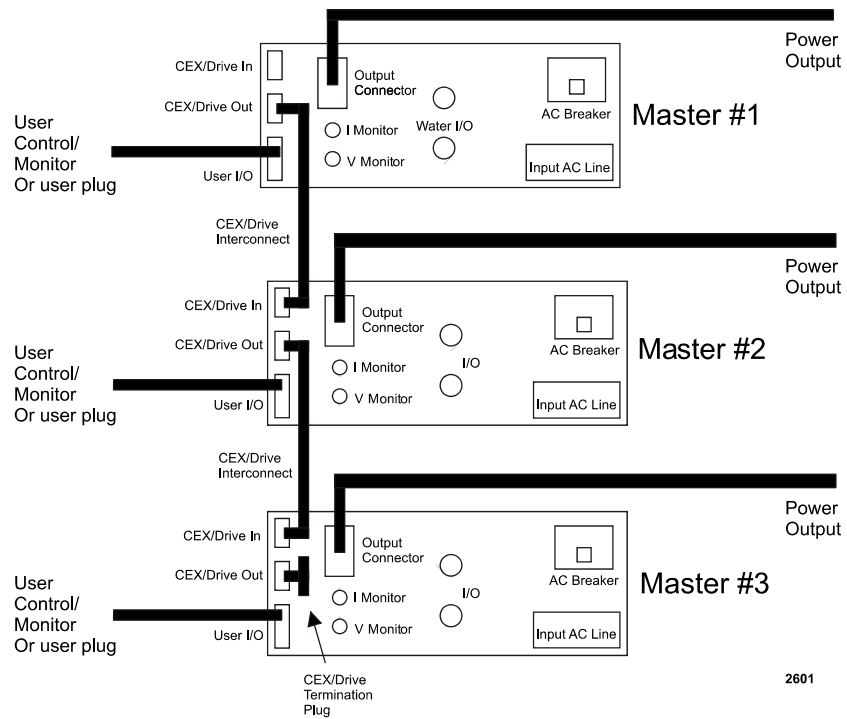 Power
Output
CEX/Drive In
Output
Connector
CEX/Drive Out
AC Breaker
Master #1
User
Control/
Monitor
Or user plug
I Monitor
Water I/O
V Monitor
Input AC Line
User I/O
CEX/Drive
Interconnect
Power
Output
CEX/Drive In
Output
Connector
CEX/Drive Out
AC Breaker
Master #2
User
Control/
Monitor
Or user plug
I Monitor
I/O
V Monitor
Input AC Line
User I/O
CEX/Drive
Interconnect
Power
Output
CEX/Drive In
Output
Connector
CEX/Drive Out
AC Breaker
Master #3
User
Control/
Monitor
Or user plug
I Monitor
I/O
V Monitor
Input AC Line
User I/O
CEX/Drive
Termination
Plug
2601